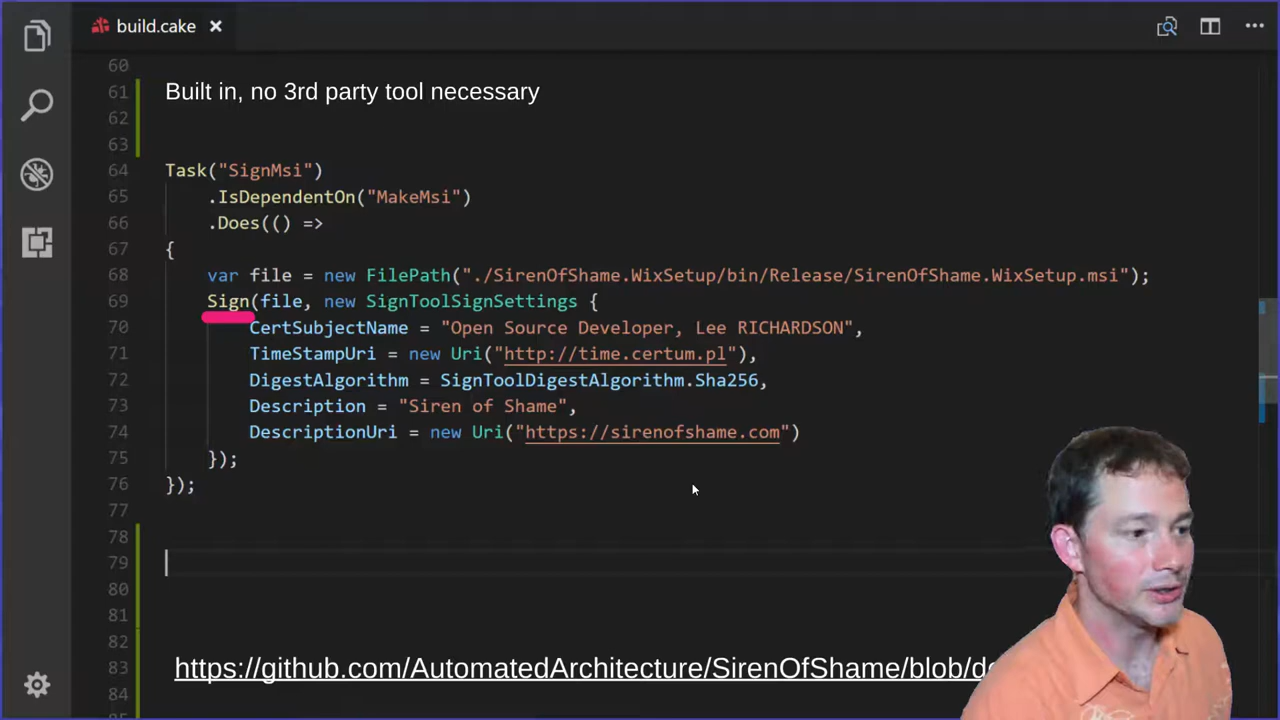 build.cake
60
61 Built in, no 3rd party tool necessary
62
63
64 Task("SignMsi")
65 .IsDependentOn("MakeMsi")
66 .Does(() =>
67 {
68 var file = new FilePath("./SirenOfShame.WixSetup/bin/Release/SirenOfShame.WixSetup.msi");
69 Sign(file, new SignToolSignSettings {
70 CertSubjectName = "Open Source Developer, Lee RICHARDSON",
71 TimeStampUri = new Uri("http://time.certum.pl"),
72 DigestAlgorithm = SignToolDigestAlgorithm.Sha256,
73 Description = "Siren of Shame",
74 DescriptionUri = new Uri("https://sirenofshame.com")
75 });
76 });
77
78
79
80
81
82
83 https://github.com/AutomatedArchitecture/SirenOfShame/blob/de
84